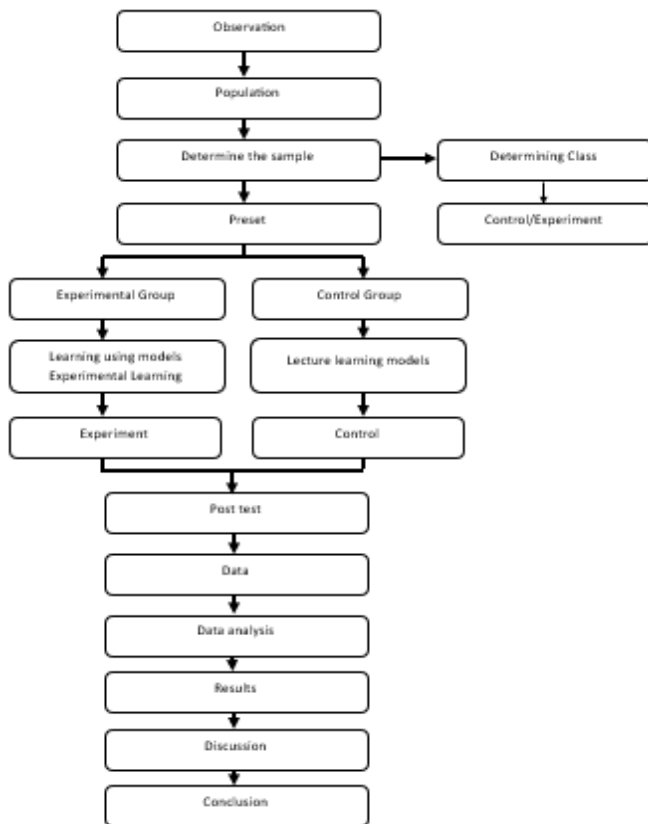 Observation
Population
Determine the sample
Determining Class
Preset
Control/Experiment
Experimental Group
Control Group
Learning using models
Experimental Learning
Lecture learning models
Experiment
Control
Post test
Data
Data analysis
Results
Discussion
Conclusion